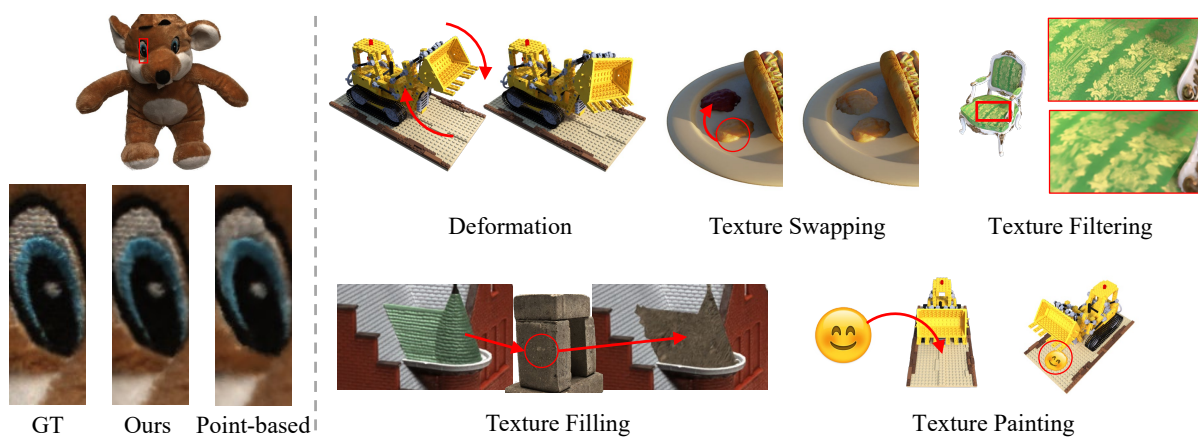 GT
Ours
Point-based
Deformation
Texture Swapping
Texture Filtering
Texture Filling
Texture Painting